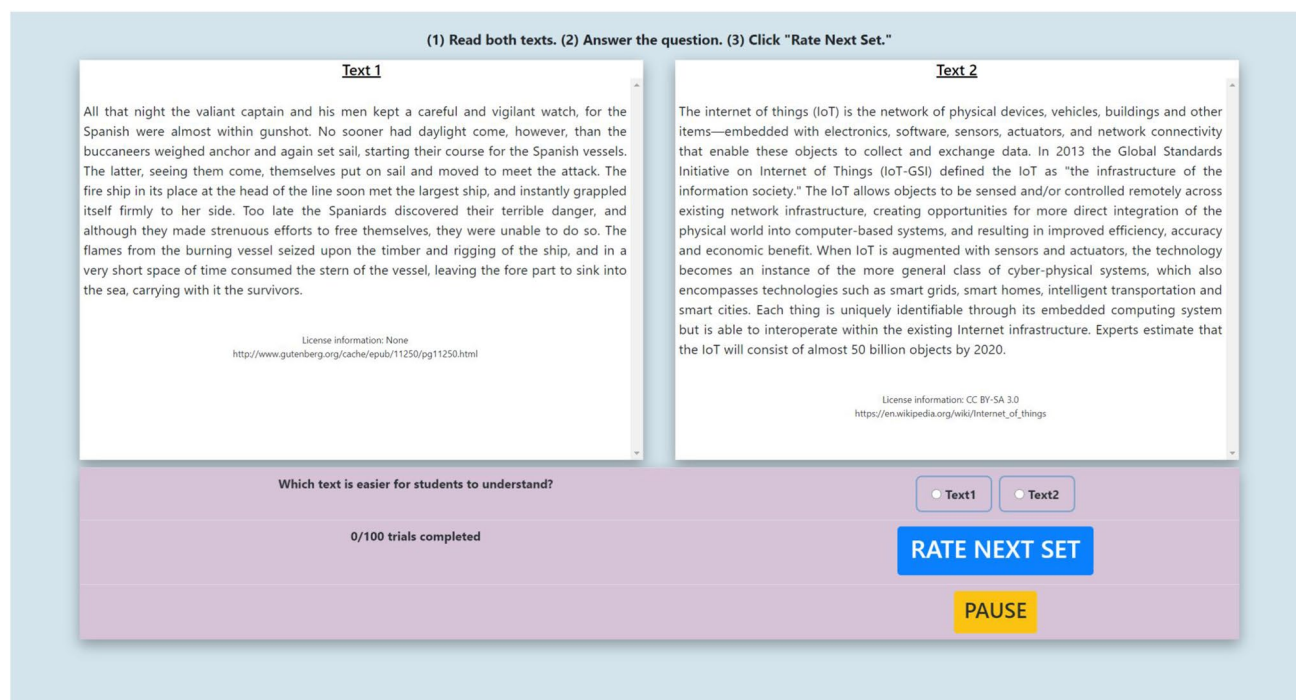 (1) Read both texts. (2) Answer the question. (3) Click "Rate Next Set."
Text 1
All that night the valiant captain and his men kept a careful and vigilant watch, for the
Spanish were almost within gunshot. No sooner had daylight come, however, than the
buccaneers weighed anchor and again set sail, starting their course for the Spanish vessels.
The latter, seeing them come, themselves put on sail and moved to meet the attack. The
fire ship in its place at the head of the line soon met the largest ship, and instantly grappled
itself firmly to her side. Too late the Spaniards discovered their terrible danger, and
although they made strenuous efforts to free themselves, they were unable to do so. The
flames from the burning vessel seized upon the timber and rigging of the ship, and in a
very short space of time consumed the stern of the vessel, leaving the fore part to sink into
the sea, carrying with it the survivors.
License information: None
http://www.gutenberg.org/cache/epub/11250/pg11250.html
Text 2
The internet of things (IoT) is the network of physical devices, vehicles, buildings and other
items—embedded with electronics, software, sensors, actuators, and network connectivity
that enable these objects to collect and exchange data. In 2013 the Global Standards
Initiative on Internet of Things (IoT-GSI) defined the IoT as "the infrastructure of the
information society." The IoT allows objects to be sensed and/or controlled remotely across
existing network infrastructure, creating opportunities for more direct integration of the
physical world into computer-based systems, and resulting in improved efficiency, accuracy
and economic benefit. When IoT is augmented with sensors and actuators, the technology
becomes an instance of the more general class of cyber-physical systems, which also
encompasses technologies such as smart grids, smart homes, intelligent transportation and
smart cities. Each thing is uniquely identifiable through its embedded computing system
but is able to interoperate within the existing Internet infrastructure. Experts estimate that
the IoT will consist of almost 50 billion objects by 2020.
License information: CC BY-SA 3.0
https://en.wikipedia.org/wiki/Internet_of_things
Which text is easier for students to understand?
Text1
Text2
0/100 trials completed
RATE NEXT SET
PAUSE